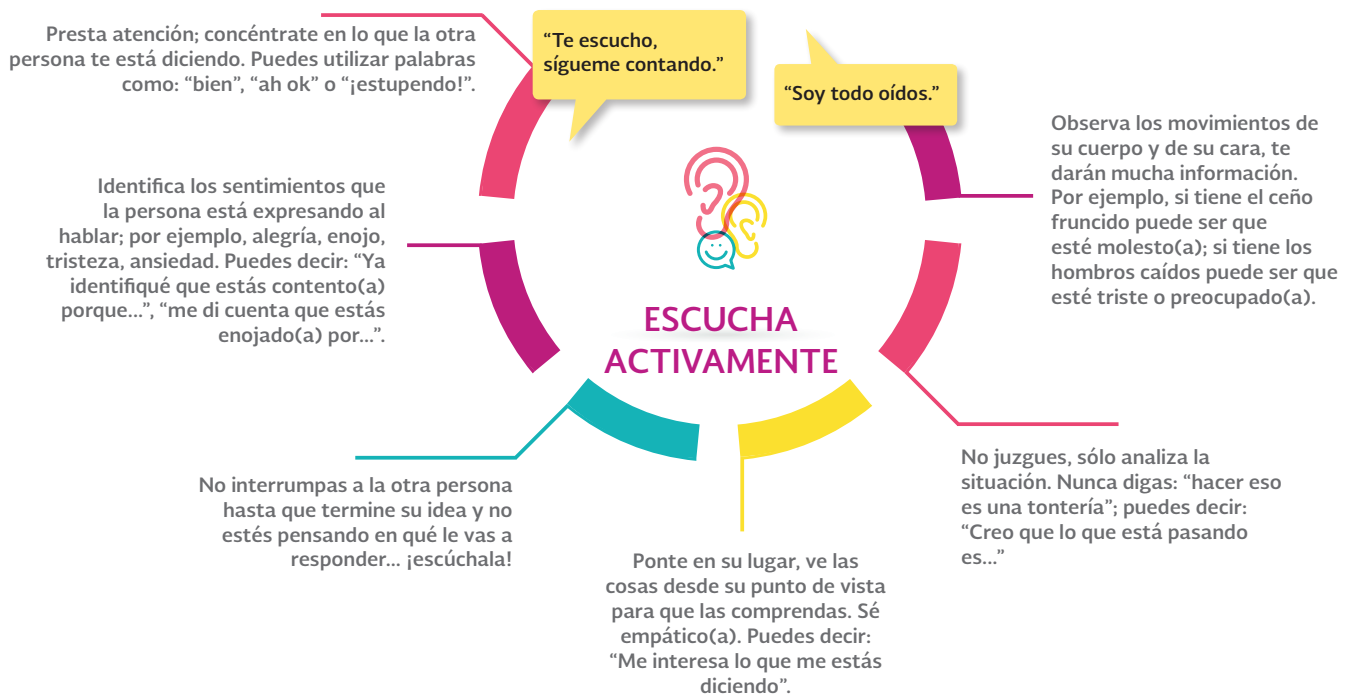 Presta atención; concéntrate en lo que la otra
persona te está diciendo. Puedes utilizar palabras
como: “bien”, “ah ok” o “¡estupendo!”.
“Te escucho,
sígueme contando.”
“Soy todo oídos.”
Observa los movimientos de
su cuerpo y de su cara, te
darán mucha información.
Por ejemplo, si tiene el ceño
fruncido puede ser que
esté molesto(a); si tiene los
hombros caídos puede ser que
esté triste o preocupado(a).
Identifica los sentimientos que
la persona está expresando al
hablar; por ejemplo, alegría, enojo,
tristeza, ansiedad. Puedes decir: “Ya
identifiqué que estás contento(a)
porque...”, “me di cuenta que estás
enojado(a) por...”.
ESCUCHA
ACTIVAMENTE
No interrumpas a la otra persona
hasta que termine su idea y no
estés pensando en qué le vas a
responder... ¡escúchala!
Ponte en su lugar, ve las
cosas desde su punto de vista
para que las comprendas. Sé
empático(a). Puedes decir:
“Me interesa lo que me estás
diciendo”.
No juzgues, sólo analiza la
situación. Nunca digas: “hacer eso
es una tontería”; puedes decir:
“Creo que lo que está pasando
es...”